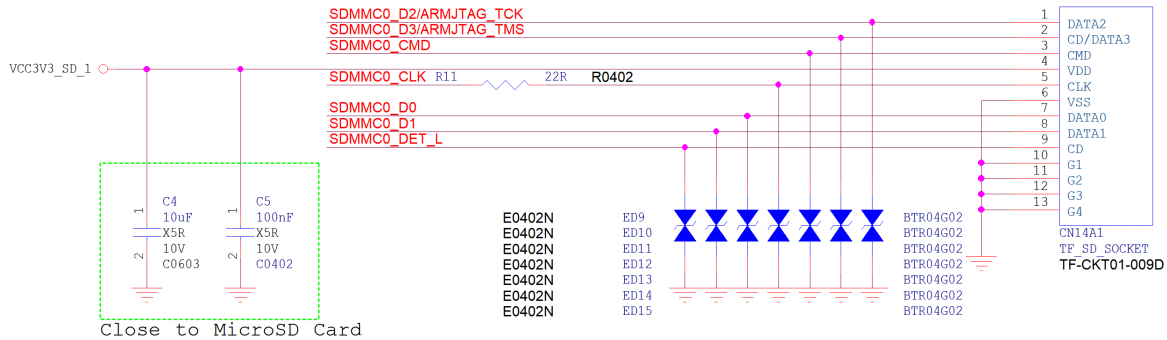 SDMMC0_D2/ARMJTAG_TCK 1 DATA2
SDMMC0_D3/ARMJTAG_TMS 2 CD/DATA3
SDMMC0_CMD 3 CMD
VCC3V3_SD_1 4 VDD
SDMMC0_CLK R11 22R R0402 5 CLK
6 VSS
SDMMC0_D0 7 DATA0
SDMMC0_D1 8 DATA1
SDMMC0_DET_L 9 CD
10 G1
11 G2
12 G3
13 G4
CN14A1
TF_SD_SOCKET
TF-CKT01-009D
C4
1 10uF
X5R
10V
2 C0603
C5
1 100nF
X5R
10V
2 C0402
Close to MicroSD Card
E0402N ED9 BTR04G02
E0402N ED10 BTR04G02
E0402N ED11 BTR04G02
E0402N ED12 BTR04G02
E0402N ED13 BTR04G02
E0402N ED14 BTR04G02
E0402N ED15 BTR04G02